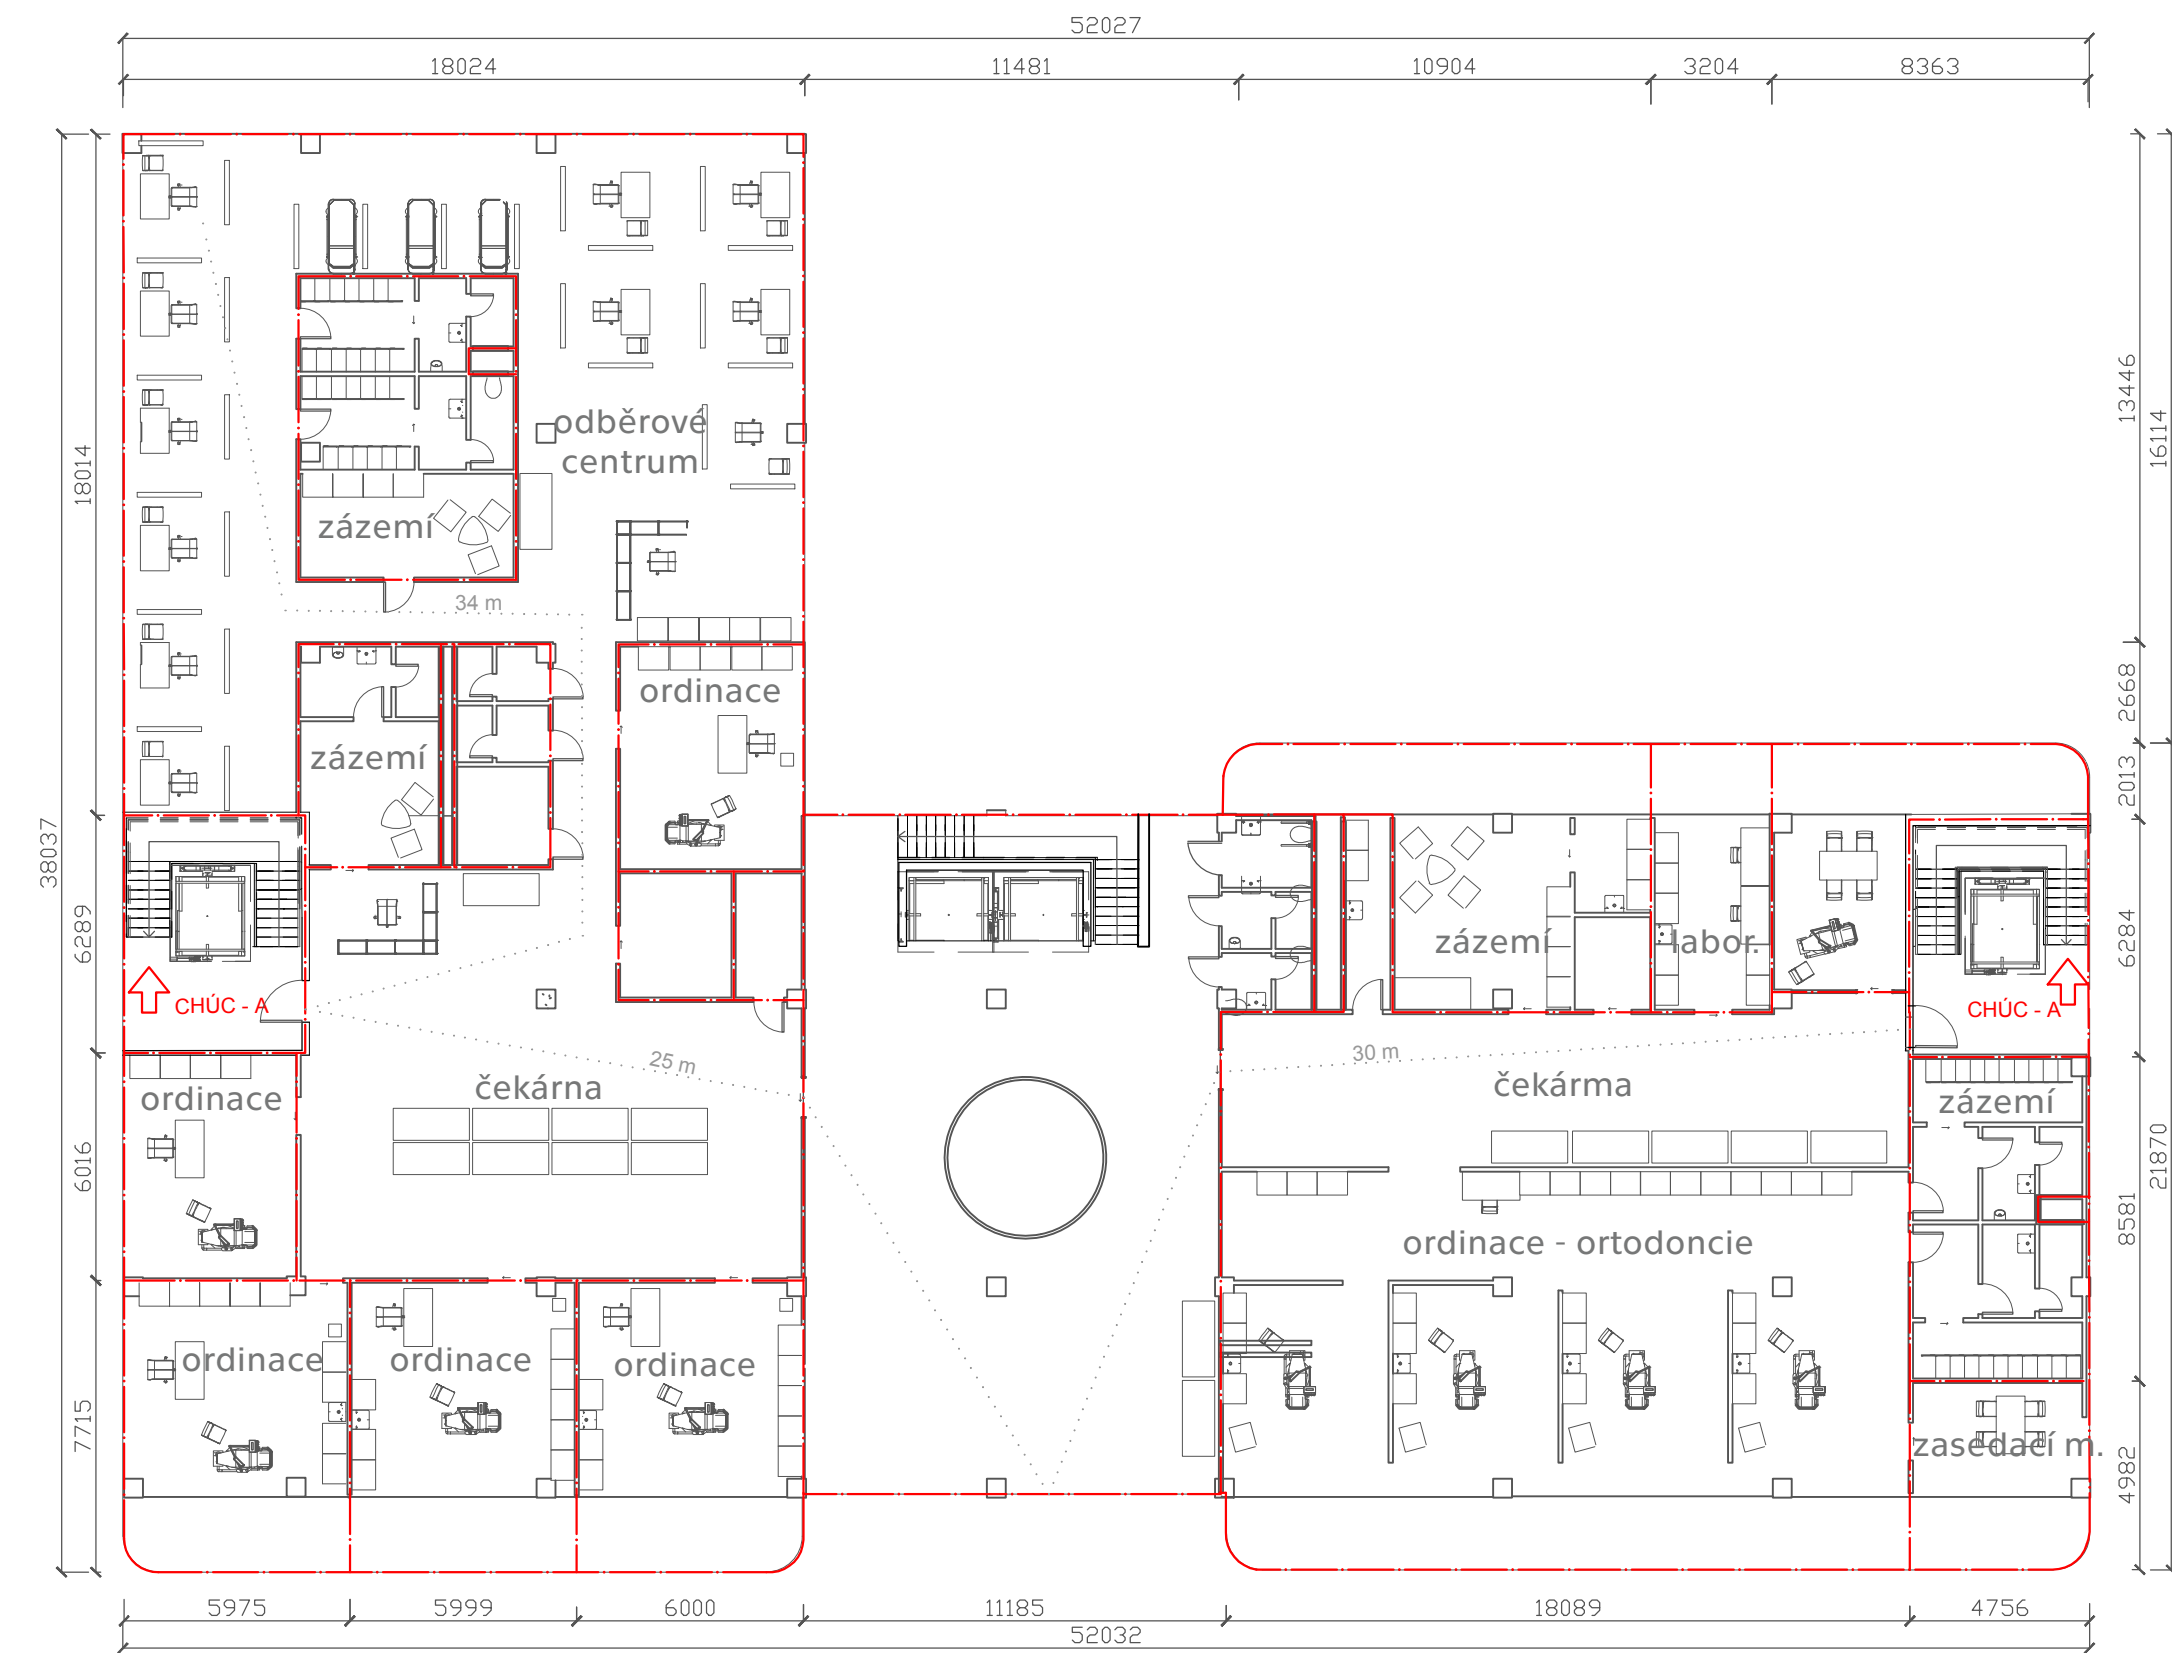 52027
18024 11481 10904 3204 8363
odběrové
centrum
zázemí
34 m
ordinace
zázemí
zázemí
labor.
CHÚC - A
CHÚC - A
25 m
30 m
čekárna
čekárma
ordinace
zázemí
ordinace - ortodoncie
ordinace
ordinace
ordinace
zasedací m.
18014
38037
6289
6016
7715
13446
16114
2668
2013
6284
21870
8581
4982
5975 5999 6000 11185 18089 4756
52032